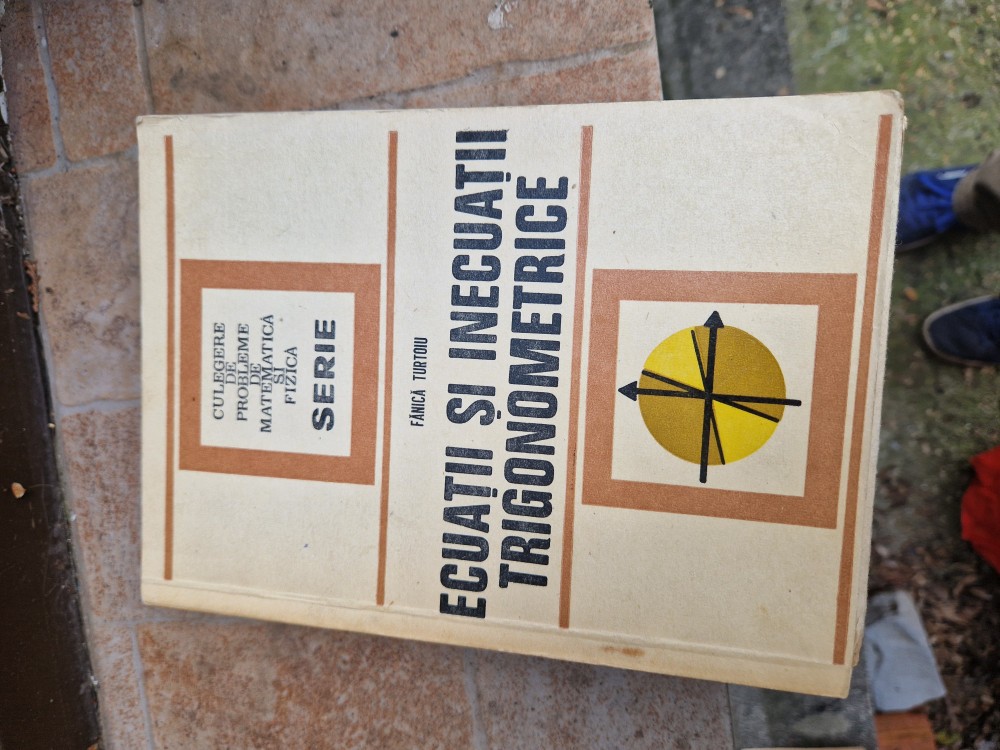 CULEGERE
DE
PROBLEME
DE
MATEMATICĂ
ȘI
FIZICĂ
SERIE
FĂNICĂ TURTOIU
ECUAȚII ȘI INECUAȚII
TRIGONOMETRICE